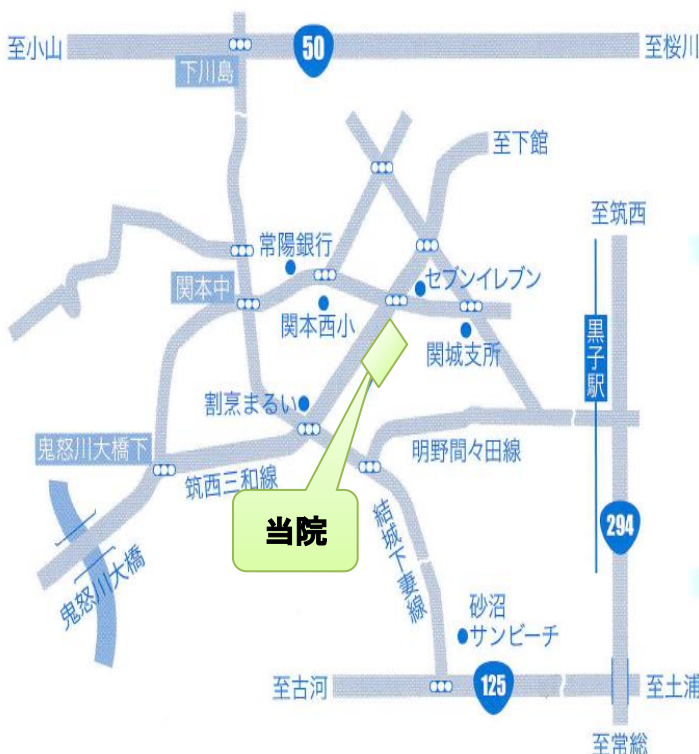 至小山
50
至桜川
下川島
至下館
至筑西
常陽銀行
セブンイレブン
関本中
関本西小
関城支所
黒子駅
割烹まるい
鬼怒川大橋下
明野間々田線
筑西三和線
当院
294
結城下妻線
鬼怒川大橋
砂沼
サンビーチ
至古河
125
至土浦
至常総